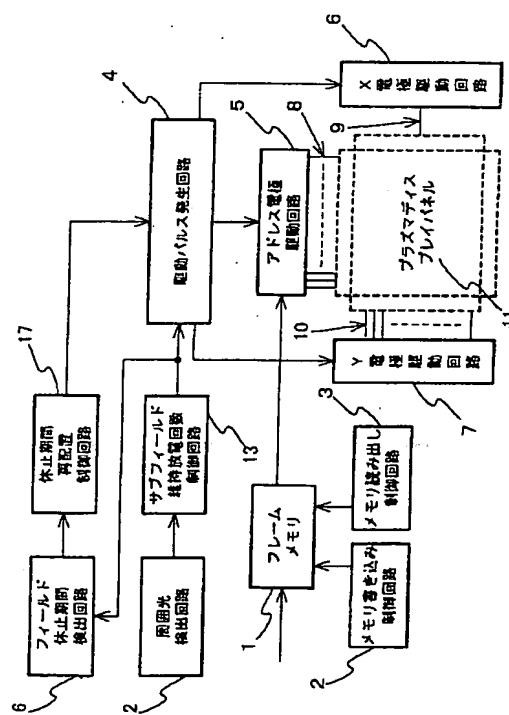 4
6
17
休止期間
再配置
制御回路
駆動パルス発生回路
X電極駆動回路
5
8
9
フィールド
休止期間
検出回路
サブフィールド
維持放電回数
制御回路
アドレス電極
駆動回路
プラズマディス
プレイパネル
6
13
10
11
周囲光
検出回路
Y電極駆動回路
2
7
3
フレーム
メモリ
メモリ読み出し
制御回路
1
メモリ書き込み
制御回路
2